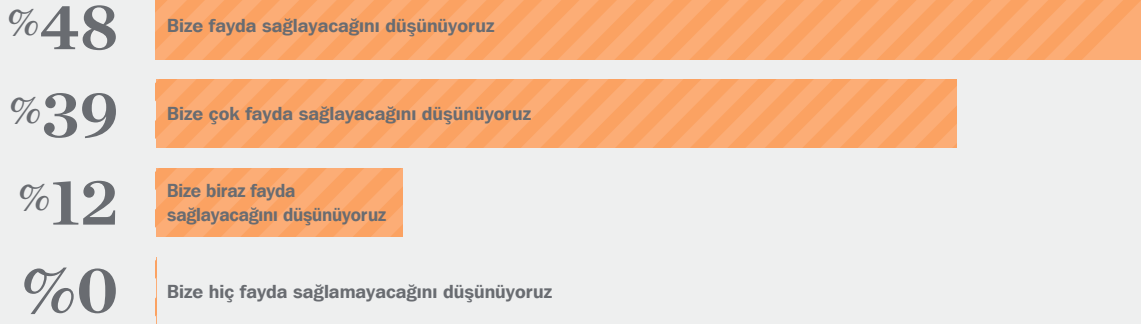 %48 Bize fayda sağlayacağını düşünüyoruz
%39 Bize çok fayda sağlayacağını düşünüyoruz
%12 Bize biraz fayda
sağlayacağını düşünüyoruz
%0 Bize hiç fayda sağlamayacağını düşünüyoruz